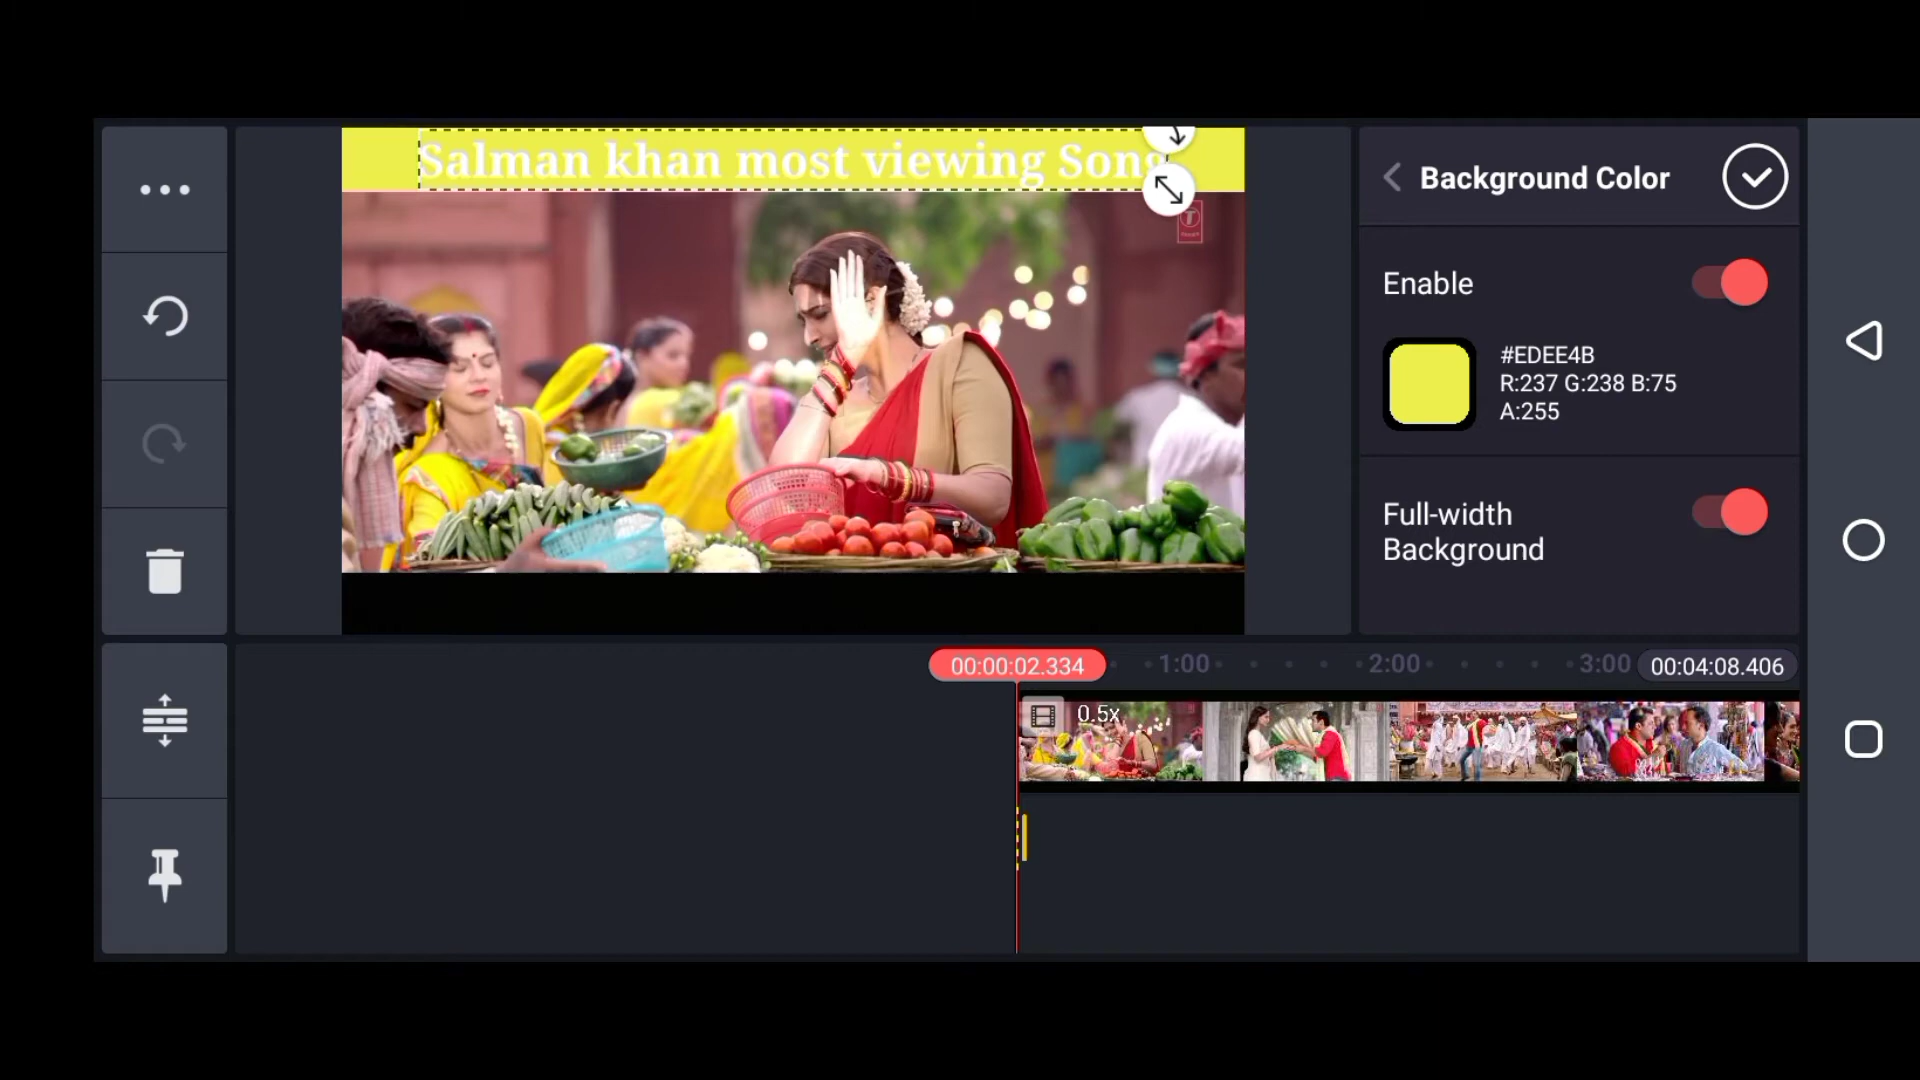 Salman khan most viewing Song
Background Color
Enable
#EDEE4B
R:237 G:238 B:75
A:255
Full-width
Background
00:00:02.334
1:00
2:00
3:00
00:04:08.406
0.5x